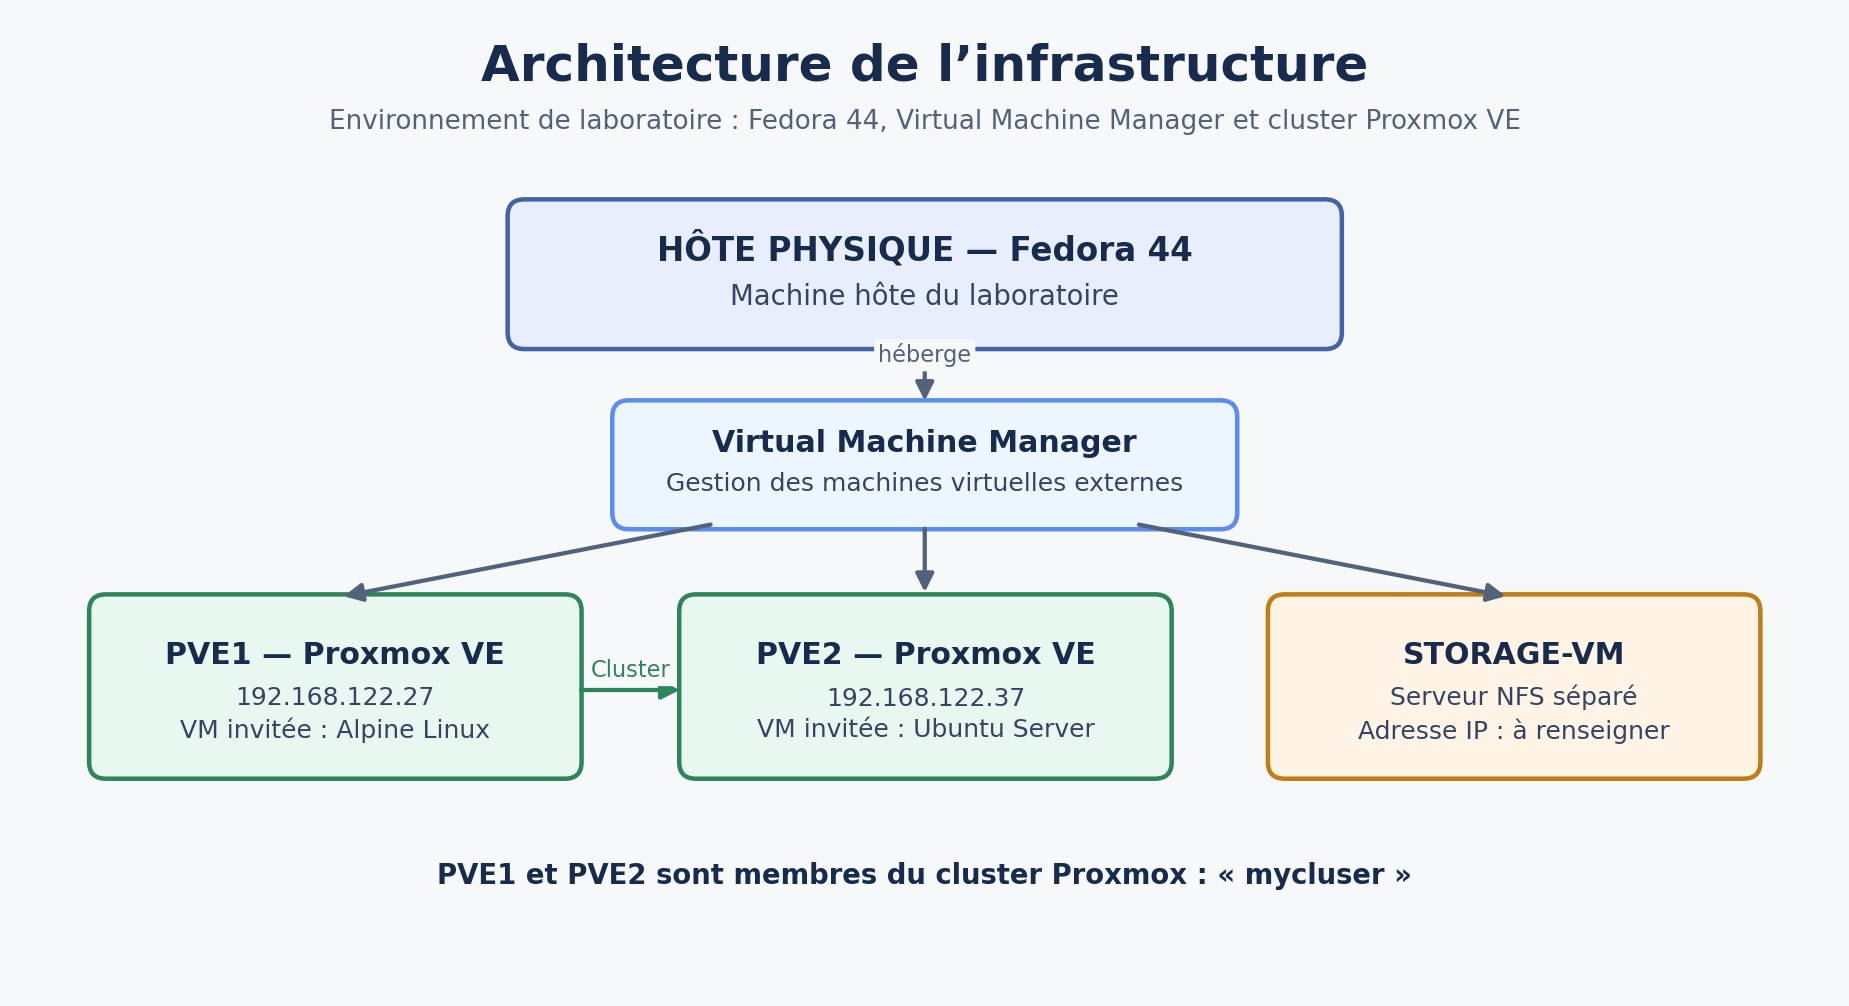 Architecture de l’infrastructure
Environnement de laboratoire : Fedora 44, Virtual Machine Manager et cluster Proxmox VE
HÔTE PHYSIQUE — Fedora 44
Machine hôte du laboratoire
héberge
Virtual Machine Manager
Gestion des machines virtuelles externes
PVE1 — Proxmox VE
192.168.122.27
VM invitée : Alpine Linux
Cluster
PVE2 — Proxmox VE
192.168.122.37
VM invitée : Ubuntu Server
STORAGE-VM
Serveur NFS séparé
Adresse IP : à renseigner
PVE1 et PVE2 sont membres du cluster Proxmox : « mycluser »